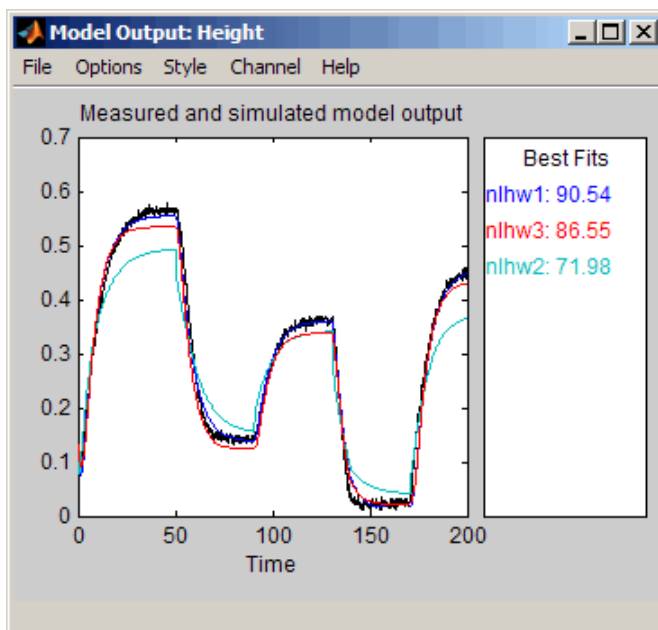 Model Output: Height
File Options Style Channel Help
Measured and simulated model output
0.7
0.6
0.5
0.4
0.3
0.2
0.1
0
0 50 100 150 200
Time
Best Fits
nlhw1: 90.54
nlhw3: 86.55
nlhw2: 71.98